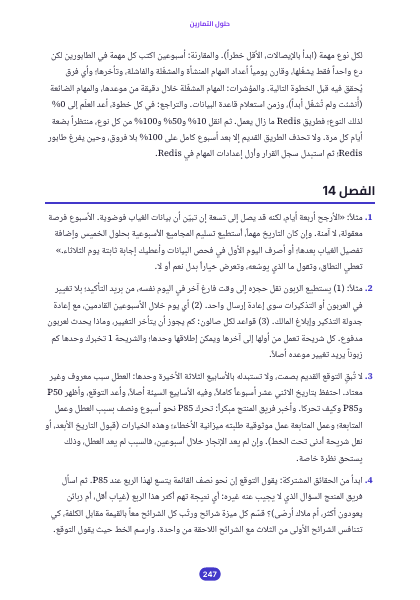 حلول التمارين
لكل نوع مهمة (ابدأ بالإيصالات، الأقل خطراً). والمقارنة: أسبوعين اكتب كل مهمة في الطابورين لكن
دع واحداً فقط يشغّلها، وقارن يومياً أعداد المهام المنشأة والمشغّلة والفاشلة، وتأخرها؛ وأي فرق
يُحقق فيه قبل الخطوة التالية. والمؤشرات: المهام المشغّلة خلال دقيقة من موعدها، والمهام الضائعة
(أُنشئت ولم تُشغّل أبداً)، وزمن استعلام قاعدة البيانات. والتراجع: في كل خطوة، أعد العلَم إلى 0%
لذلك النوع؛ فطريق Redis ما زال يعمل. ثم انقل 10% و50% و100% من كل نوع، منتظراً بضعة
أيام كل مرة. ولا تحذف الطريق القديم إلا بعد أسبوع كامل على 100% بلا فروق، وحين يفرغ طابور
Redis؛ ثم استبدل سجل القرار وأزل إعدادات المهام في Redis.
الفصل 14
1. مثلاً: «الأرجح أربعة أيام، لكنه قد يصل إلى تسعة إن تبيّن أن بيانات الغياب فوضوية. الأسبوع فرصة
معقولة، لا آمنة. وإن كان التاريخ مهماً، أستطيع تسليم المجاميع الأسبوعية بحلول الخميس وإضافة
تفصيل الغياب بعدها؛ أو أصرف اليوم الأول في فحص البيانات وأعطيك إجابة ثابتة يوم الثلاثاء.»
تعطي النطاق، وتقول ما الذي يوسّعه، وتعرض خياراً بدل نعم أو لا.
2. مثلاً: (1) يستطيع الزبون نقل حجزه إلى وقت فارغ آخر في اليوم نفسه، من بريد التأكيد؛ بلا تغيير
في العربون أو التذكيرات سوى إعادة إرسال واحد. (2) أي يوم خلال الأسبوعين القادمين، مع إعادة
جدولة التذكير وإبلاغ المالك. (3) قواعد لكل صالون: كم يجوز أن يتأخر التغيير، وماذا يحدث لعربون
مدفوع. كل شريحة تعمل من أولها إلى آخرها ويمكن إطلاقها وحدها؛ والشريحة 1 تخبرك وحدها كم
زبوناً يريد تغيير موعده أصلاً.
3. لا تُبقِ التوقع القديم بصمت، ولا تستبدله بالأسابيع الثلاثة الأخيرة وحدها: العطل سبب معروف وغير
معتاد. احتفظ بتاريخ الاثني عشر أسبوعاً كاملاً، وفيه الأسابيع السيئة أصلاً، وأعد التوقع، وأظهر P50
وP85 وكيف تحركا. وأخبر فريق المنتج مبكراً: تحرك P85 نحو أسبوع ونصف بسبب العطل وعمل
المتابعة؛ وعمل المتابعة عمل موثوقية طلبته ميزانية الأخطاء؛ وهذه الخيارات (قبول التاريخ الأبعد، أو
نقل شريحة أدنى تحت الخط). وإن لم يعد الإنجاز خلال أسبوعين، فالسبب لم يعد العطل، وذلك
يستحق نظرة خاصة.
4. ابدأ من الحقائق المشتركة: يقول التوقع إن نحو نصف القائمة يتسع لهذا الربع عند P85. ثم اسأل
فريق المنتج السؤال الذي لا يجيب عنه غيره: أي نتيجة تهم أكثر هذا الربع (غياب أقل، أم زبائن
يعودون أكثر، أم ملاك أرضى)؟ قسّم كل ميزة شرائح ورتّب كل الشرائح معاً بالقيمة مقابل الكلفة، كي
تتنافس الشرائح الأولى من الثلاث مع الشرائح اللاحقة من واحدة. وارسم الخط حيث يقول التوقع.
247